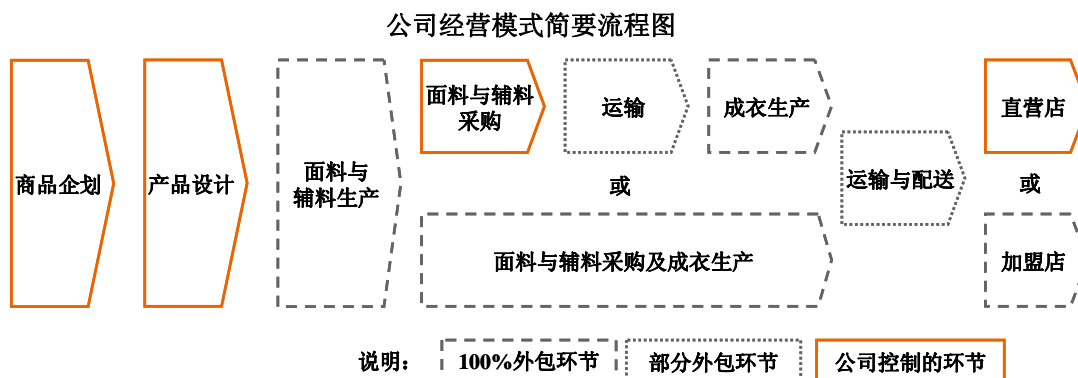 公司经营模式简要流程图
商品企划
产品设计
面料与
辅料生产
面料与辅料
采购
运输
成衣生产
或
面料与辅料采购及成衣生产
运输与配送
直营店
或
加盟店
说明：
100%外包环节
部分外包环节
公司控制的环节